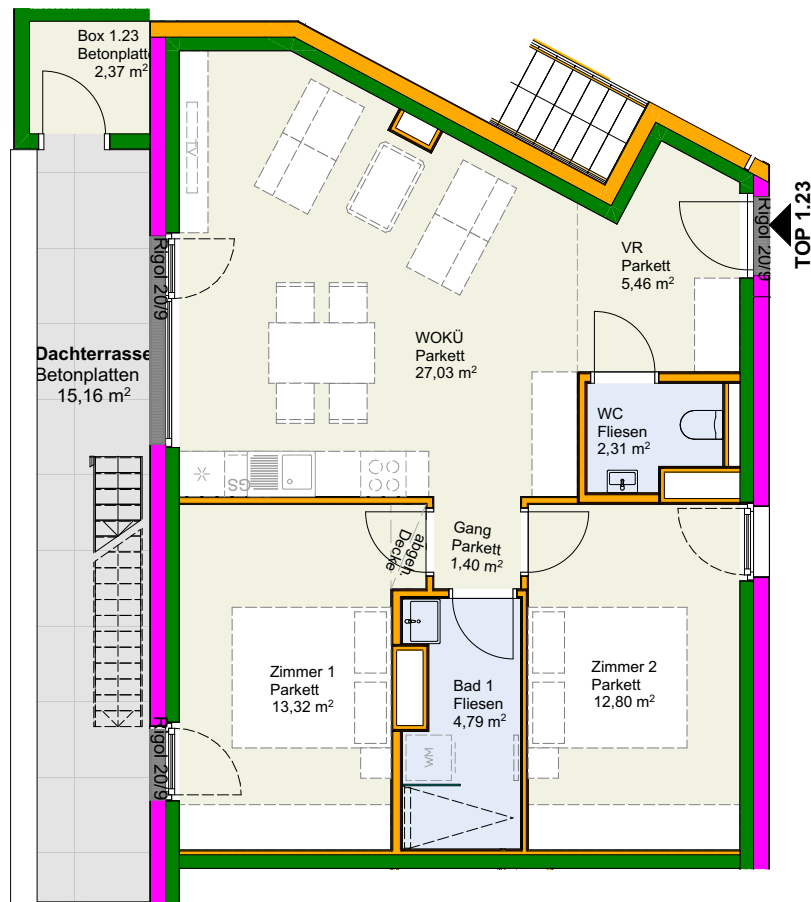 Box 1.23
Betonplatt
2,37 m²
TV
Rigol 20/9
VR
Parkett
5,46 m²
Rigol 20/9
TOP 1.23
Dachterrasse
Betonplatten
15,16 m²
WOKÜ
Parkett
27,03 m²
WC
Fliesen
2,31 m²
GS
abgeh.
Decke
Gang
Parkett
1,40 m²
Zimmer 1
Parkett
13,32 m²
Bad 1
Fliesen
4,79 m²
Zimmer 2
Parkett
12,80 m²
WM
Rigol 20/9